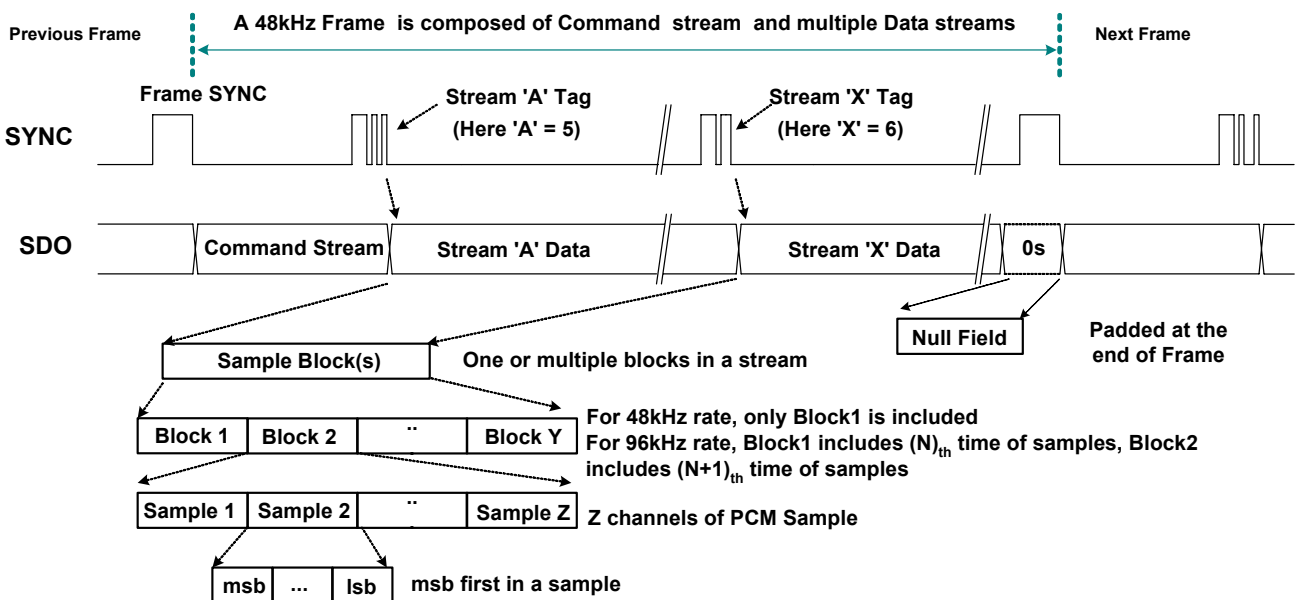 A 48kHz Frame is composed of Command stream and multiple Data streams
Previous Frame
Next Frame
Frame SYNC
Stream 'A' Tag
(Here 'A' = 5)
Stream 'X' Tag
(Here 'X' = 6)
SYNC
SDO
Command Stream
Stream 'A' Data
Stream 'X' Data
0s
Null Field
Padded at the
end of Frame
Sample Block(s)
One or multiple blocks in a stream
Block 1
Block 2
..
Block Y
For 48kHz rate, only Block1 is included
For 96kHz rate, Block1 includes (N)th time of samples, Block2
includes (N+1)th time of samples
Sample 1
Sample 2
..
Sample Z
Z channels of PCM Sample
msb
...
lsb
msb first in a sample